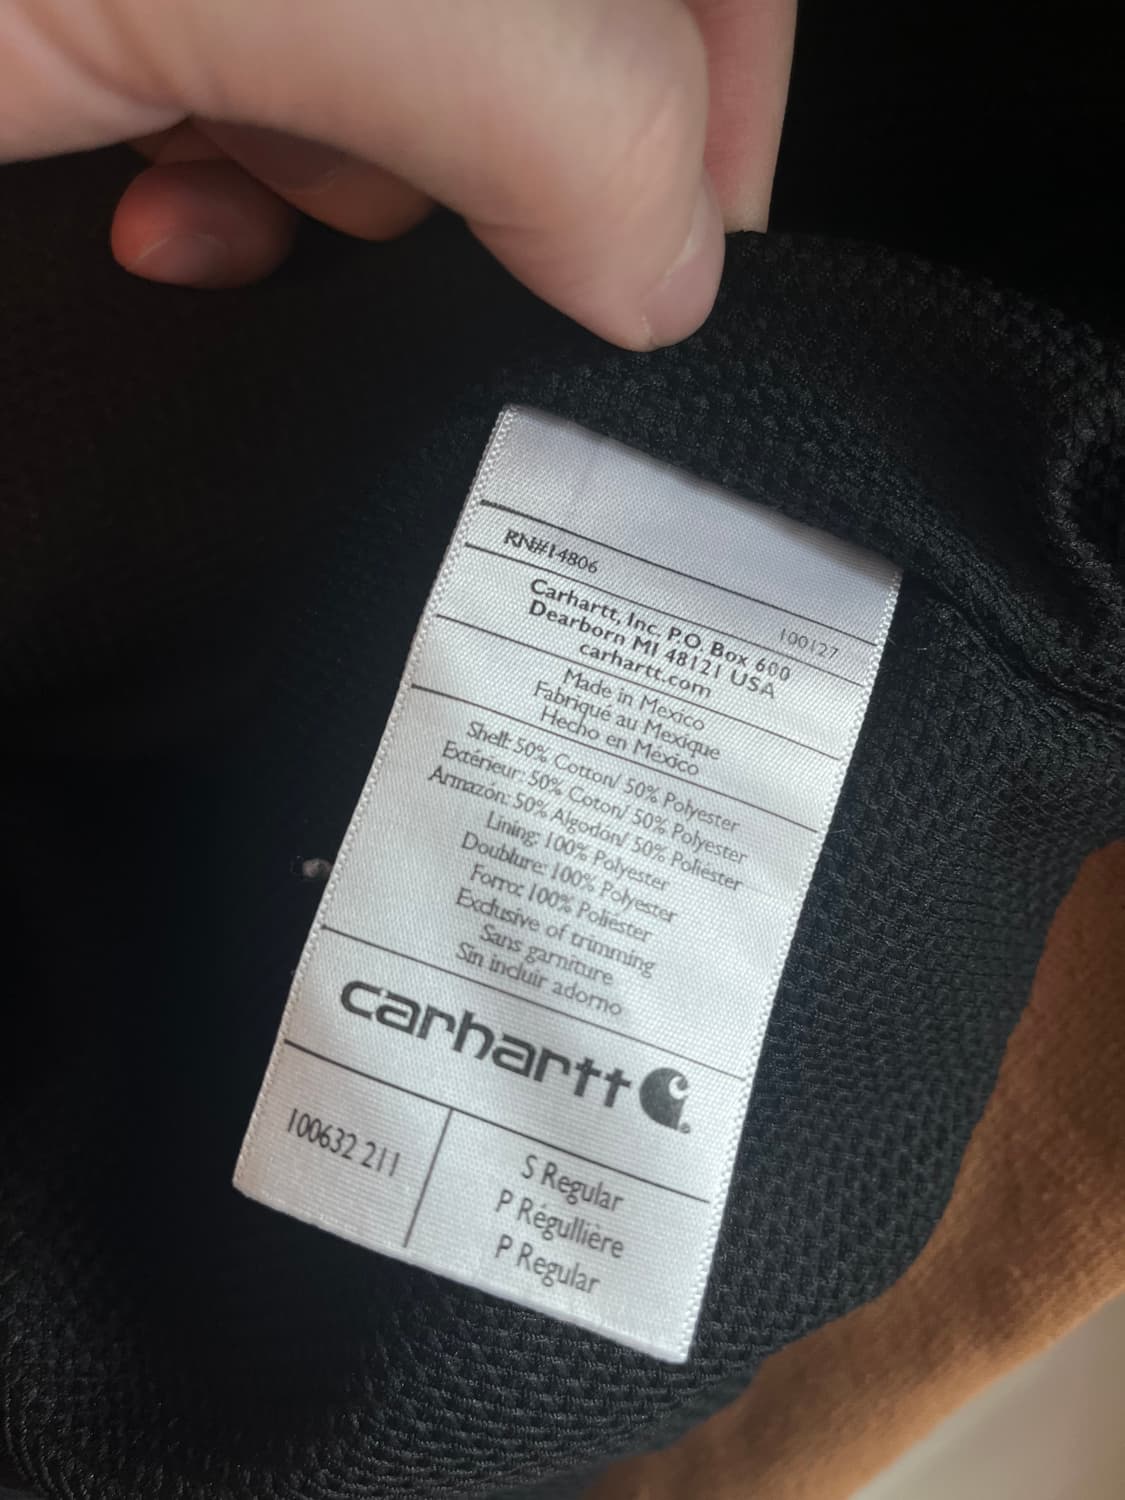 RN#14806
100127
Carhartt, Inc. P.O. Box 600
Dearborn MI 48121 USA
carhartt.com
Made in Mexico
Fabriqué au Mexique
Hecho en México
Shell: 50% Cotton/ 50% Polyester
Extérieur: 50% Coton/ 50% Polyester
Armazón: 50% Algodón/ 50% Poliéster
Lining: 100% Polyester
Doublure: 100% Polyester
Forro: 100% Poliéster
Exclusive of trimming
Sans garniture
Sin incluir adorno
carhartt
100632 211
S Regular
P Régullière
P Regular